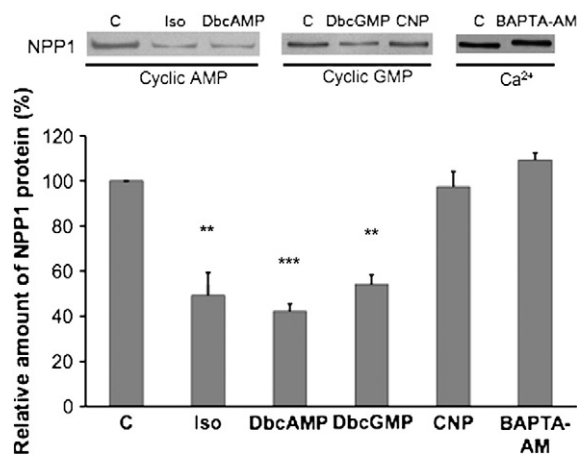 C Iso DbcAMP C DbcGMP CNP C BAPTA-AM
NPP1
Cyclic AMP Cyclic GMP Ca²⁺
Relative amount of NPP1 protein (%)
120
100
80
60
40
20
0
**
***
**
C Iso DbcAMP DbcGMP CNP BAPTA-
AM